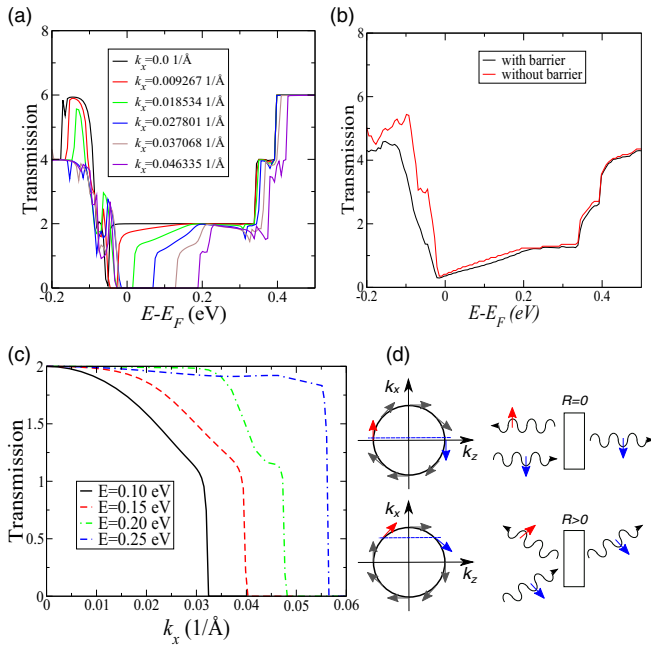 (a)
Transmission
8
6
4
2
0
-0.2
0
0.2
0.4
E-E_F (eV)
k_x=0.0 1/Å
k_x=0.009267 1/Å
k_x=0.018534 1/Å
k_x=0.027801 1/Å
k_x=0.037068 1/Å
k_x=0.046335 1/Å
(b)
Transmission
8
6
4
2
0
-0.2
0
0.2
0.4
E-E_F (eV)
with barrier
without barrier
(c)
Transmission
2
1.5
1
0.5
0
0.00
0.01
0.02
0.03
0.04
0.05
0.06
k_x (1/Å)
E=0.10 eV
E=0.15 eV
E=0.20 eV
E=0.25 eV
(d)
k_x
k_z
R=0
k_x
k_z
R>0